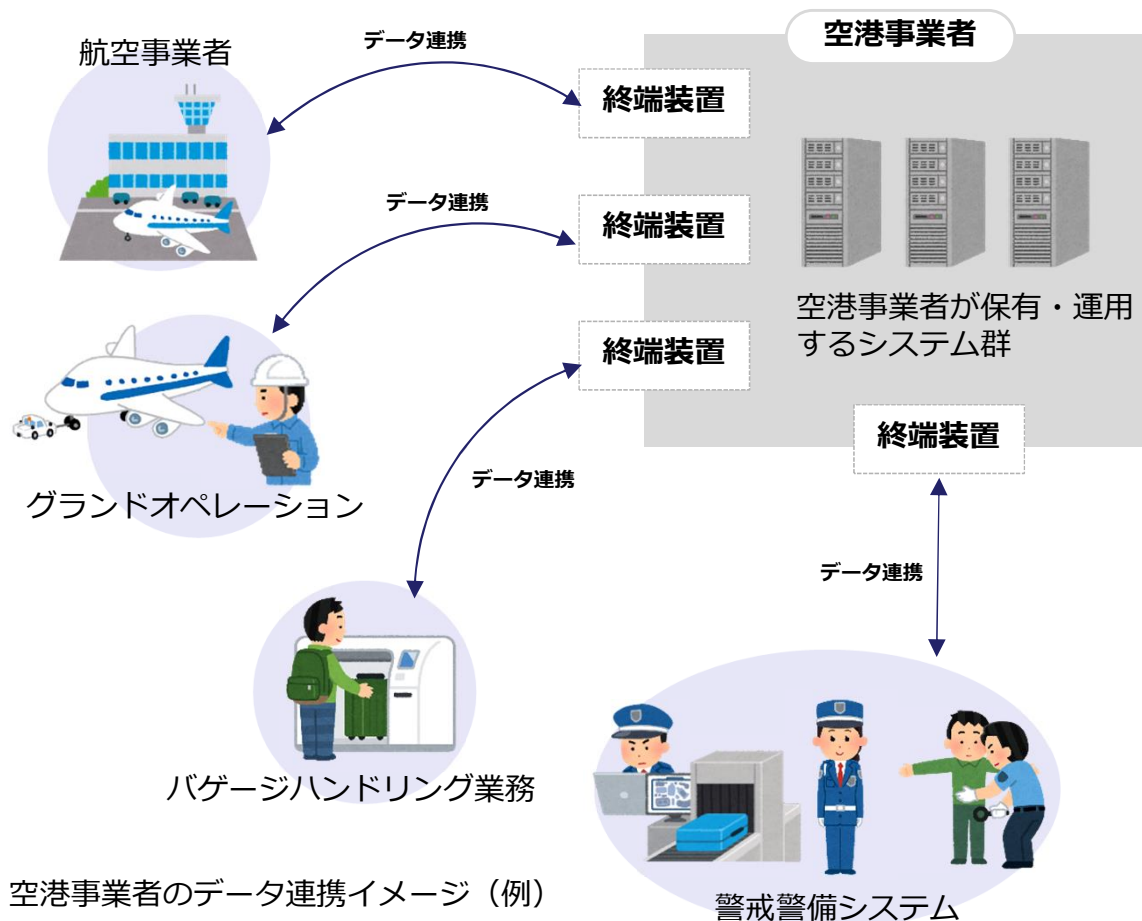 空港事業者
航空事業者
データ連携
終端装置
データ連携
終端装置
空港事業者が保有・運用
するシステム群
終端装置
終端装置
グランドオペレーション
データ連携
データ連携
バゲージハンドリング業務
空港事業者のデータ連携イメージ（例）
警戒警備システム